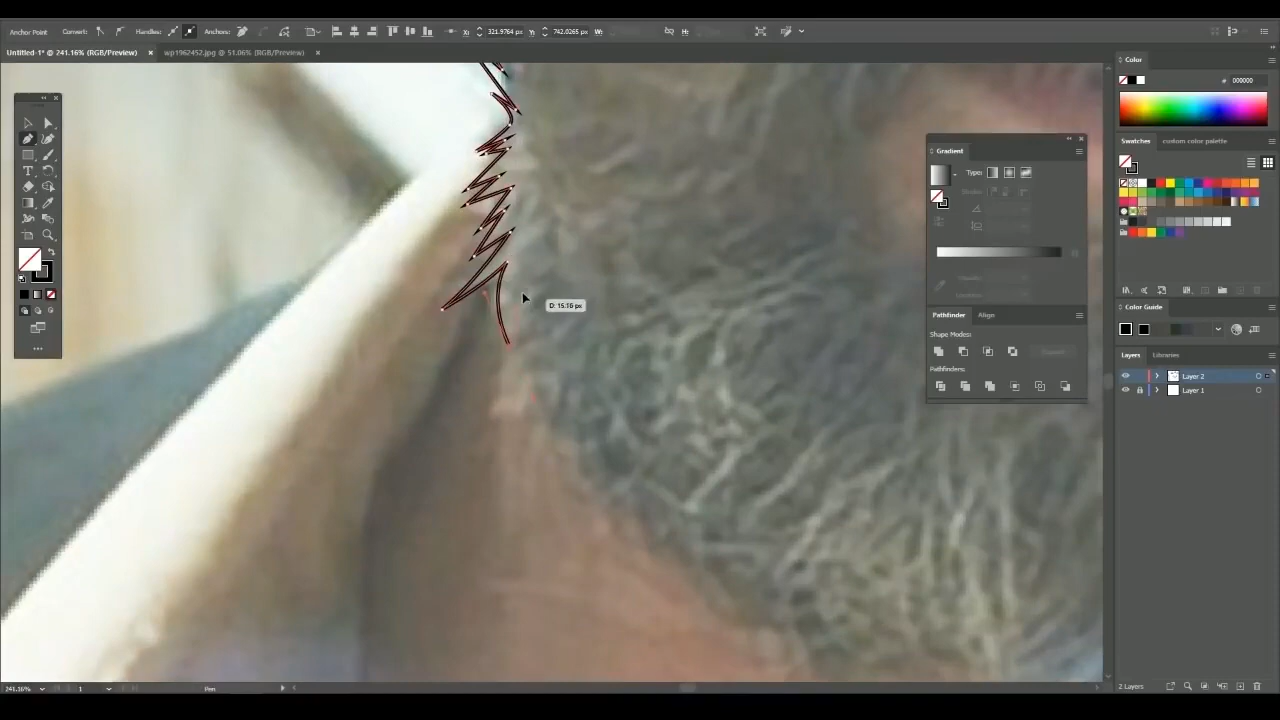 Anchor Point Convert: Handles: Anchors: X: 321.9764 px Y: 742.0265 px W: H:
Untitled-1* @ 241.16% (RGB/Preview) × wp1962452.jpg @ 51.06% (RGB/Preview) ×
Color
# 000000
Swatches custom color palette
Gradient
Type:
D: 15.16 px
Color Guide
Pathfinder Align
Shape Modes:
Pathfinders:
Layers Libraries
Layer 2
Layer 1
241.16% 1 Pen
2 Layers